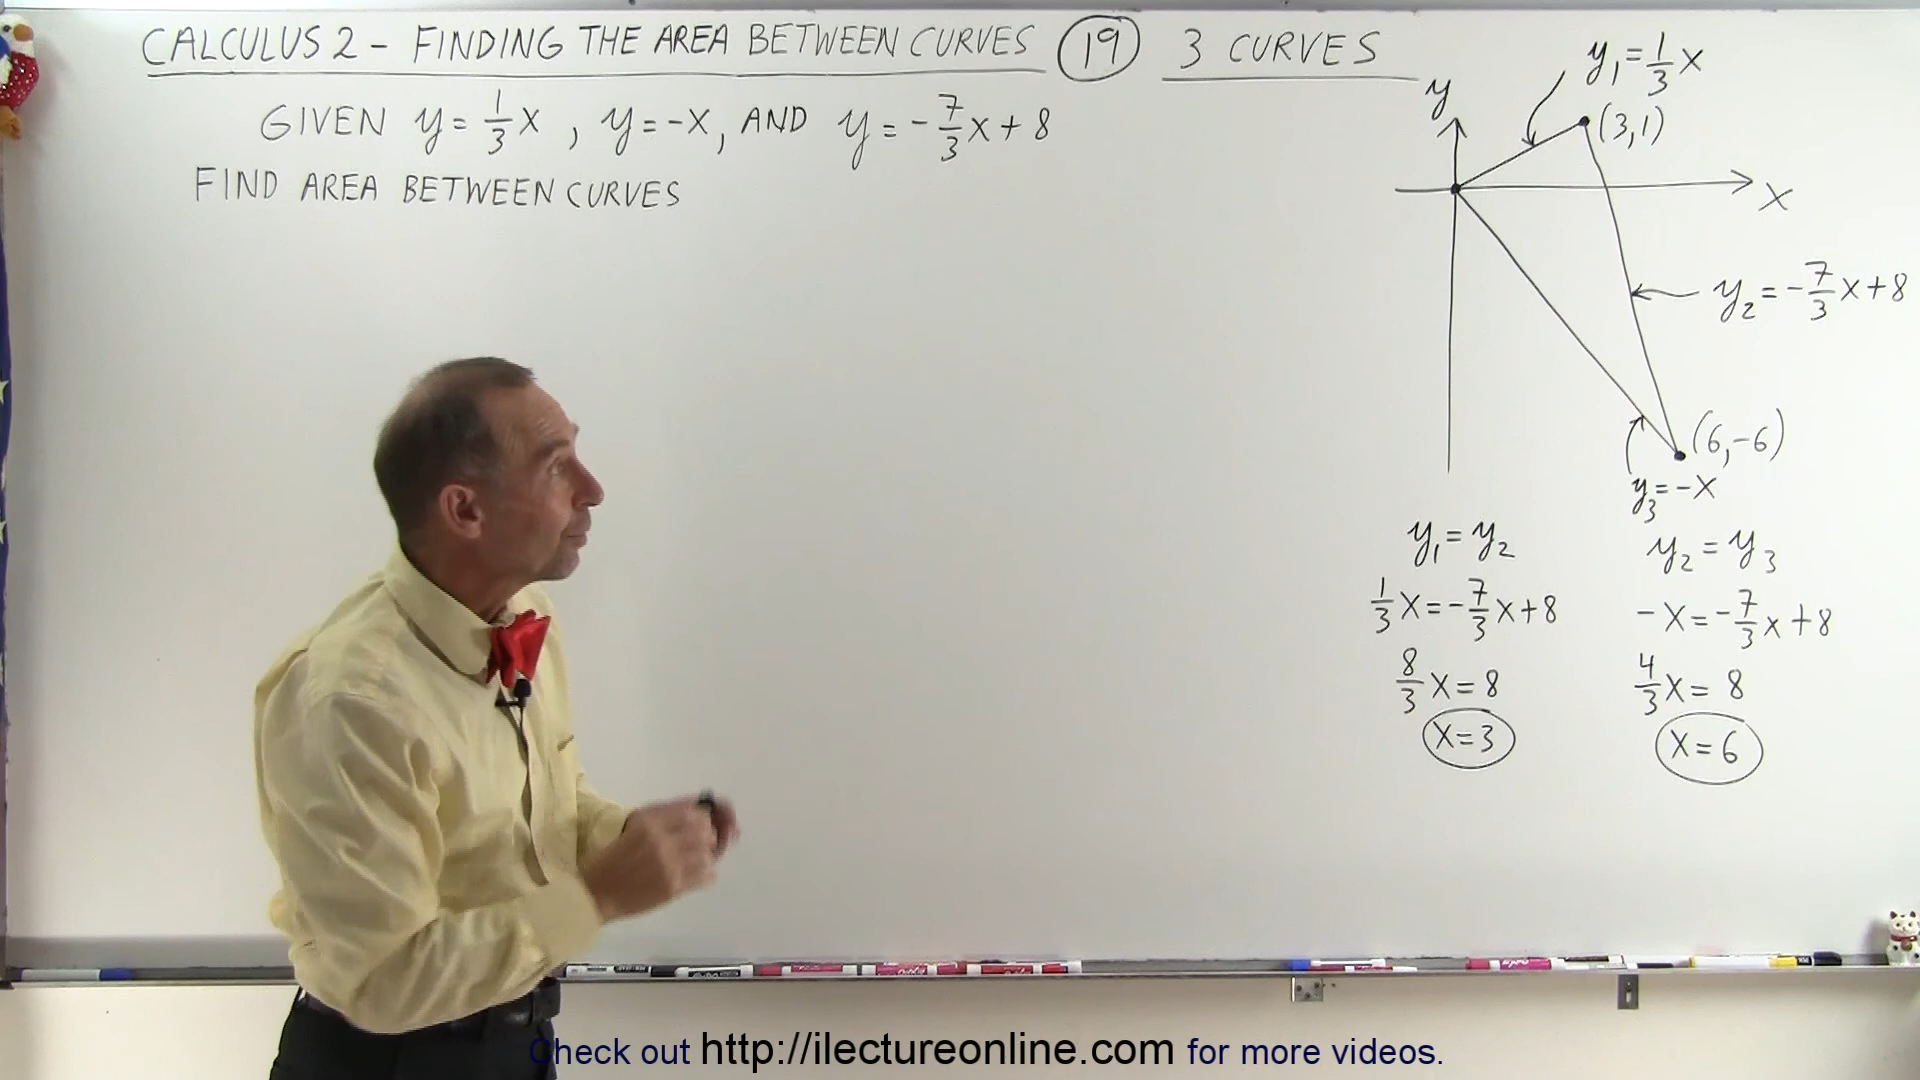 CALCULUS 2 - FINDING THE AREA BETWEEN CURVES (19) 3 CURVES
GIVEN y = 1/3 x , y = -x, AND y = - 7/3 x + 8
FIND AREA BETWEEN CURVES
y₁ = 1/3 x
y
(3,1)
x
y₂ = - 7/3 x + 8
(6,-6)
y₃ = -x
y₁ = y₂
1/3 x = - 7/3 x + 8
8/3 x = 8
x = 3
y₂ = y₃
-x = - 7/3 x + 8
4/3 x = 8
x = 6
Check out http://ilectureonline.com for more videos.